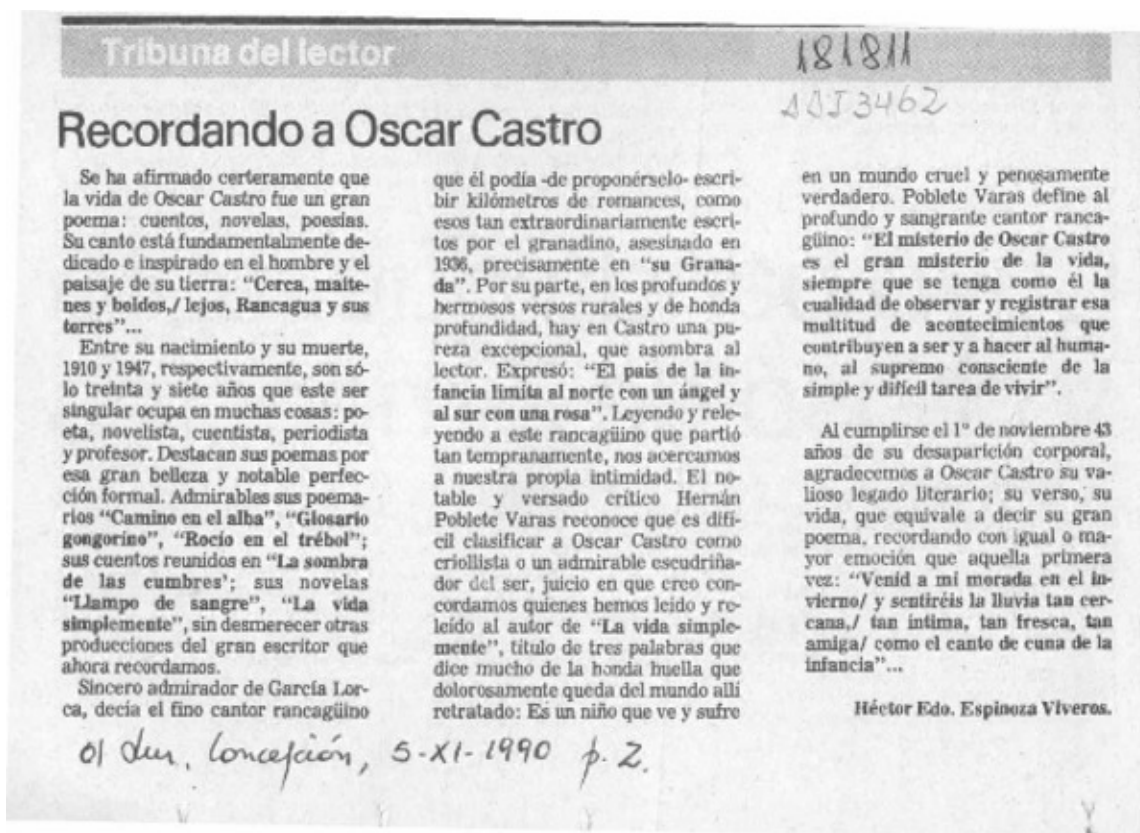 Tribuna del lector
181811
Recordando a Oscar Castro
Se ha afirmado certeramente que
la vida de Oscar Castro fue un gran
poema: cuentos, novelas, poesías.
Su canto está fundamentalmente de-
dicado e inspirado en el hombre y el
paisaje de su tierra: "Cerca, maite-
nes y boldos,/ lejos, Rancagua y sus
torres"...
Entre su nacimiento y su muerte,
1910 y 1947, respectivamente, son só-
lo treinta y siete años que este ser
singular ocupa en muchas cosas: po-
eta, novelista, cuentista, periodista
y profesor. Destacan sus poemas por
esa gran belleza y notable perfec-
ción formal. Admirables sus poema-
rios "Camino en el alba", "Glosario
gongorino", "Rocío en el trébol";
sus cuentos reunidos en "La sombra
de las cumbres'; sus novelas
"Llampo de sangre", "La vida
simplemente", sin desmerecer otras
producciones del gran escritor que
ahora recordamos.
Sincero admirador de García Lor-
ca, decía el fino cantor rancagüino
que él podía -de proponérselo- escri-
bir kilómetros de romances, como
esos tan extraordinariamente escri-
tos por el granadino, asesinado en
1936, precisamente en "su Grana-
da". Por su parte, en los profundos y
hermosos versos rurales y de honda
profundidad, hay en Castro una pu-
reza excepcional, que asombra al
lector. Expresó: "El país de la in-
fancia limita al norte con un ángel y
al sur con una rosa". Leyendo y rele-
yendo a este rancagüino que partió
tan tempranamente, nos acercamos
a nuestra propia intimidad. El no-
table y versado crítico Hernán
Poblete Varas reconoce que es difí-
cil clasificar a Oscar Castro como
criollista o un admirable escudriña-
dor del ser, juicio en que creo con-
cordamos quienes hemos leído y re-
leído al autor de "La vida simple-
mente", título de tres palabras que
dice mucho de la honda huella que
dolorosamente queda del mundo allí
retratado: Es un niño que ve y sufre
en un mundo cruel y penosamente
verdadero. Poblete Varas define al
profundo y sangrante cantor ranca-
güino: "El misterio de Oscar Castro
es el gran misterio de la vida,
siempre que se tenga como él la
cualidad de observar y registrar esa
multitud de acontecimientos que
contribuyen a ser y a hacer al huma-
no, al supremo consciente de la
simple y difícil tarea de vivir".
Al cumplirse el 1° de noviembre 43
años de su desaparición corporal,
agradecemos a Oscar Castro su va-
lioso legado literario; su verso, su
vida, que equivale a decir su gran
poema, recordando con igual o ma-
yor emoción que aquella primera
vez: "Venid a mi morada en el in-
vierno/ y sentiréis la lluvia tan cer-
cana,/ tan íntima, tan fresca, tan
amiga/ como el canto de cuna de la
infancia"...
Héctor Edo. Espinoza Viveros.
Concepción, 5-XI-1990 p. 2.